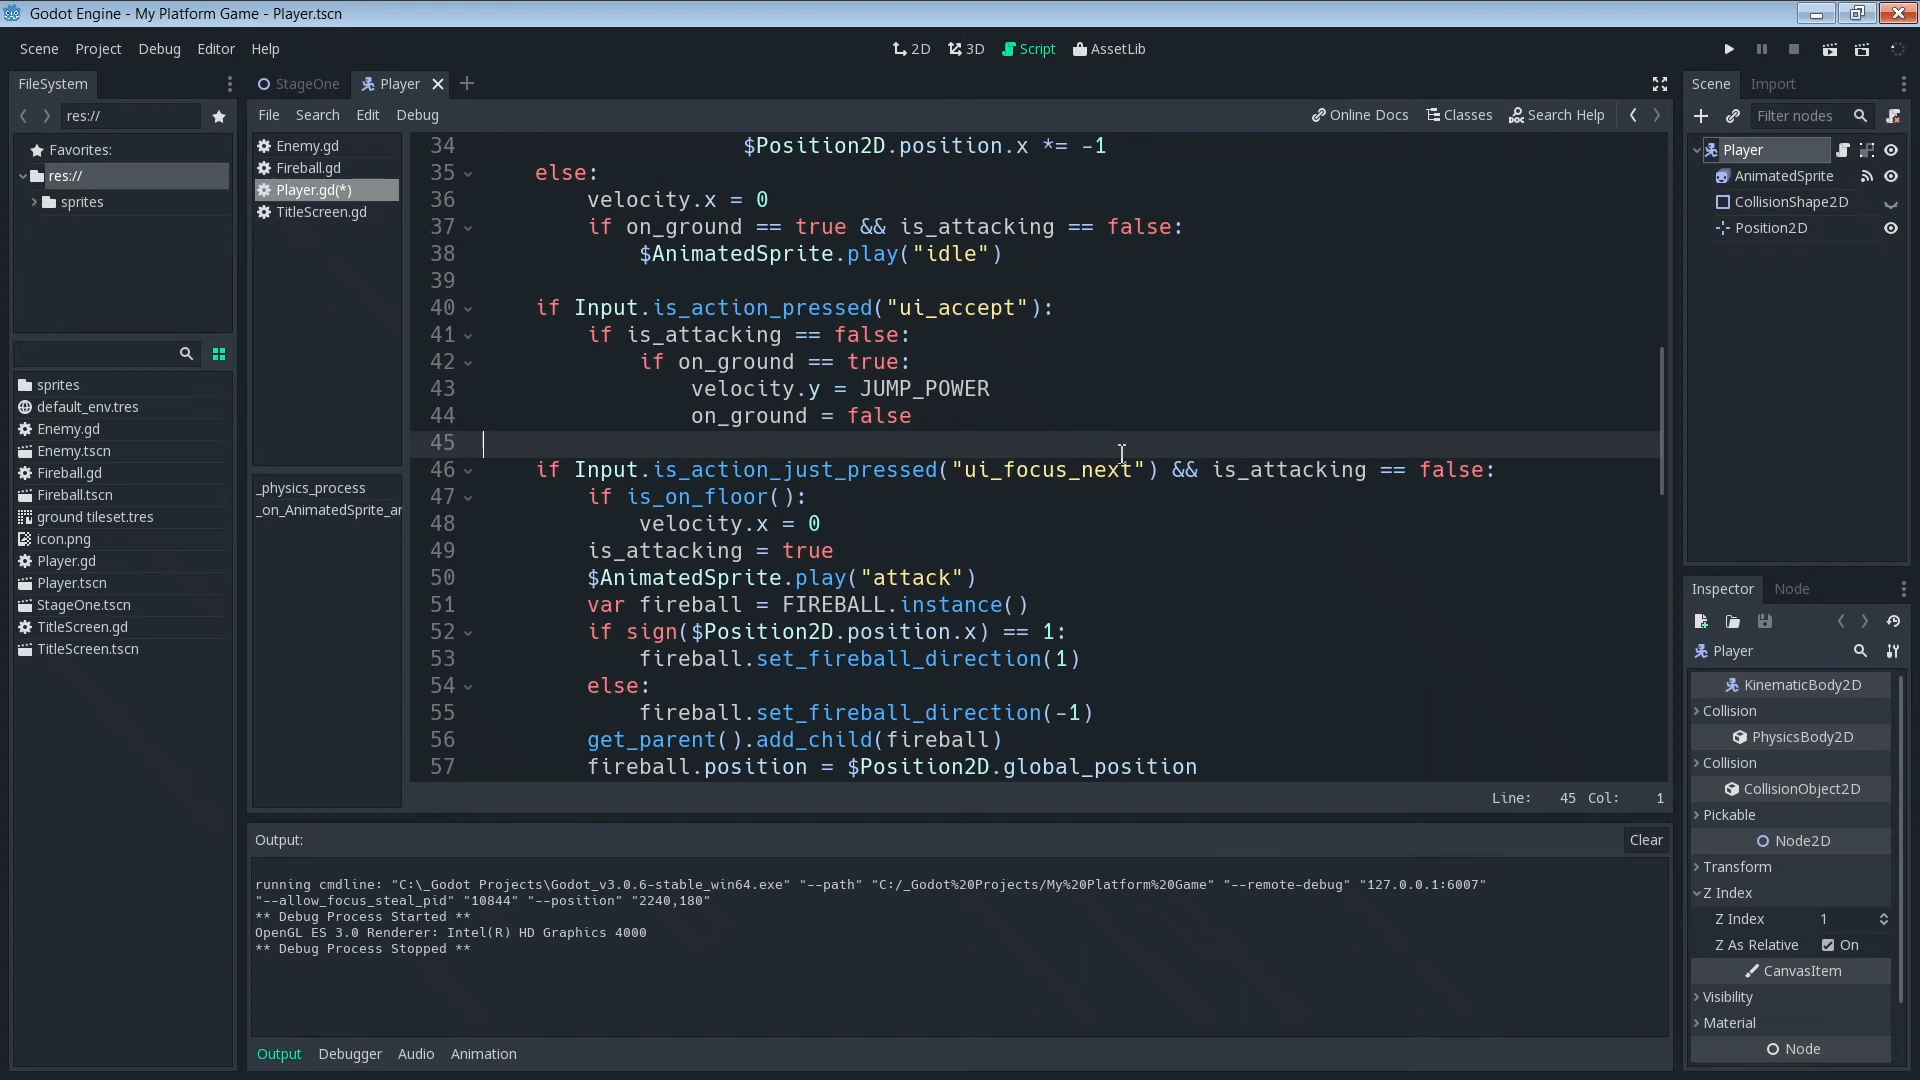 Godot Engine - My Platform Game - Player.tscn
Scene Project Debug Editor Help
2D 3D Script AssetLib
FileSystem
res://
Favorites:
res://
sprites
sprites
default_env.tres
Enemy.gd
Enemy.tscn
Fireball.gd
Fireball.tscn
ground tileset.tres
icon.png
Player.gd
Player.tscn
StageOne.tscn
TitleScreen.gd
TitleScreen.tscn
StageOne Player
File Search Edit Debug
Online Docs Classes Search Help
Enemy.gd
Fireball.gd
Player.gd(*)
TitleScreen.gd
_physics_process
_on_AnimatedSprite_ar
34 $Position2D.position.x *= -1
35 else:
36 velocity.x = 0
37 if on_ground == true && is_attacking == false:
38 $AnimatedSprite.play("idle")
39
40 if Input.is_action_pressed("ui_accept"):
41 if is_attacking == false:
42 if on_ground == true:
43 velocity.y = JUMP_POWER
44 on_ground = false
45
46 if Input.is_action_just_pressed("ui_focus_next") && is_attacking == false:
47 if is_on_floor():
48 velocity.x = 0
49 is_attacking = true
50 $AnimatedSprite.play("attack")
51 var fireball = FIREBALL.instance()
52 if sign($Position2D.position.x) == 1:
53 fireball.set_fireball_direction(1)
54 else:
55 fireball.set_fireball_direction(-1)
56 get_parent().add_child(fireball)
57 fireball.position = $Position2D.global_position
Line: 45 Col: 1
Output:
Clear
running cmdline: "C:\_Godot Projects\Godot_v3.0.6-stable_win64.exe" "--path" "C:/_Godot%20Projects/My%20Platform%20Game" "--remote-debug" "127.0.0.1:6007"
"--allow_focus_steal_pid" "10844" "--position" "2240,180"
** Debug Process Started **
OpenGL ES 3.0 Renderer: Intel(R) HD Graphics 4000
** Debug Process Stopped **
Output Debugger Audio Animation
Scene Import
Filter nodes
Player
AnimatedSprite
CollisionShape2D
Position2D
Inspector Node
Player
KinematicBody2D
Collision
PhysicsBody2D
Collision
CollisionObject2D
Pickable
Node2D
Transform
Z Index
Z Index 1
Z As Relative On
CanvasItem
Visibility
Material
Node